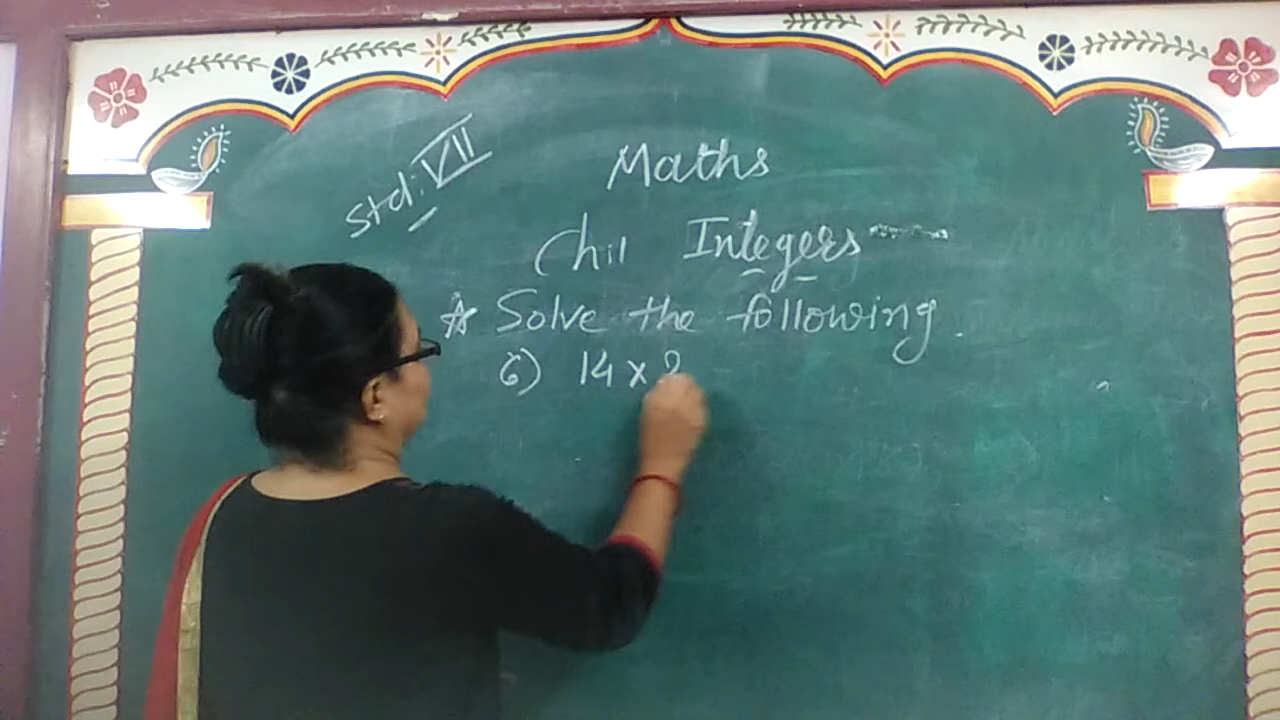 Std: VII
Maths
Ch:1 Integers
☆ Solve the following.
6) 14 x